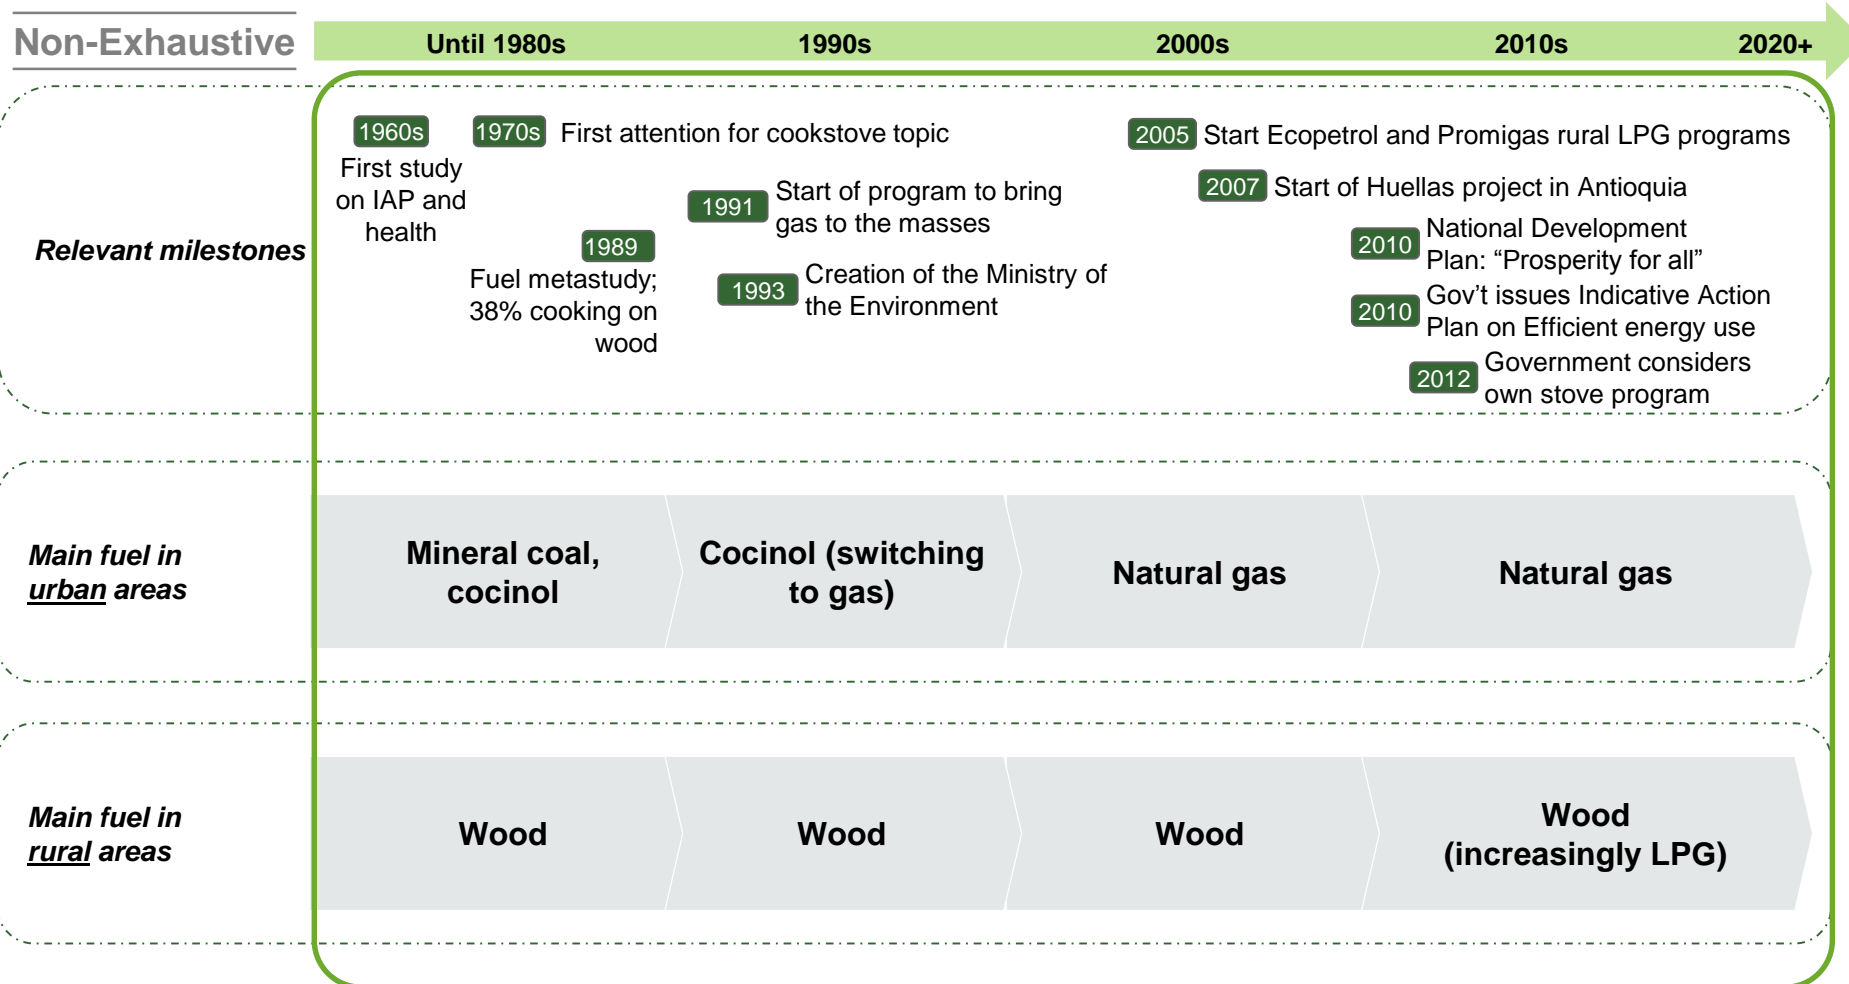 Non-Exhaustive
Until 1980s
1990s
2000s
2010s
2020+
Relevant milestones
1960s
First study
on IAP and
health
1970s
First attention for cookstove topic
1989
Fuel metastudy;
38% cooking on
wood
1991
Start of program to bring
gas to the masses
1993
Creation of the Ministry of
the Environment
2005
Start Ecopetrol and Promigas rural LPG programs
2007
Start of Huellas project in Antioquia
2010
National Development
Plan: “Prosperity for all”
2010
Gov’t issues Indicative Action
Plan on Efficient energy use
2012
Government considers
own stove program
Main fuel in
urban areas
Mineral coal,
cocinol
Cocinol (switching
to gas)
Natural gas
Natural gas
Main fuel in
rural areas
Wood
Wood
Wood
Wood
(increasingly LPG)